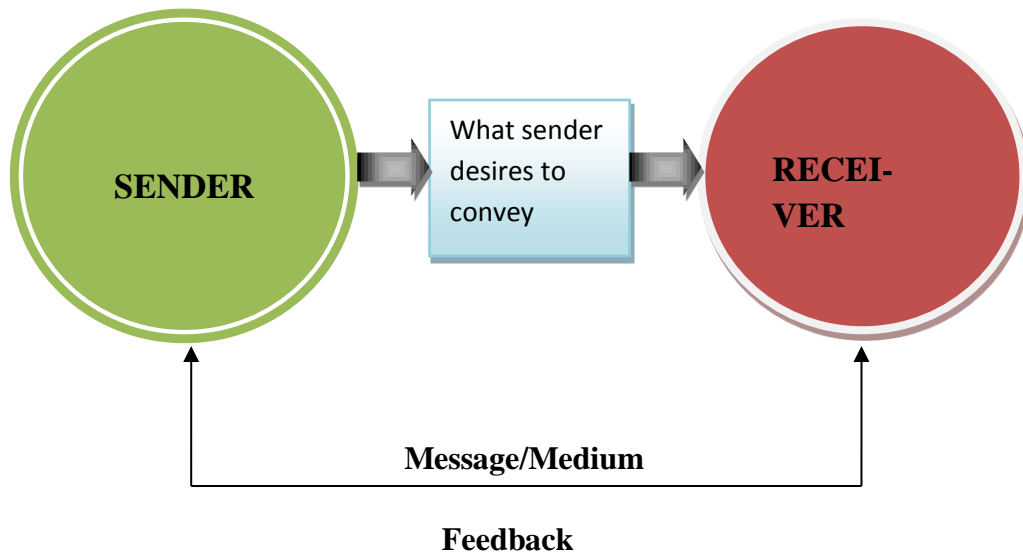 SENDER
What sender
desires to
convey
RECEI-
VER
Message/Medium
Feedback